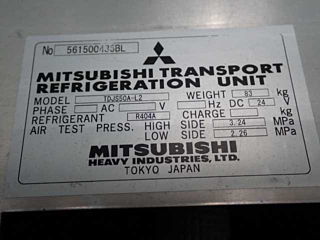 No 561500435BL
MITSUBISHI TRANSPORT
REFRIGERATION UNIT
MODEL TDJS50A-L2 WEIGHT 83 kg
PHASE AC V Hz DC 24 V
REFRIGERANT R404A CHARGE kg
AIR TEST PRESS. HIGH SIDE 3.24 MPa
LOW SIDE 2.26 MPa
MITSUBISHI
HEAVY INDUSTRIES, LTD.
TOKYO JAPAN